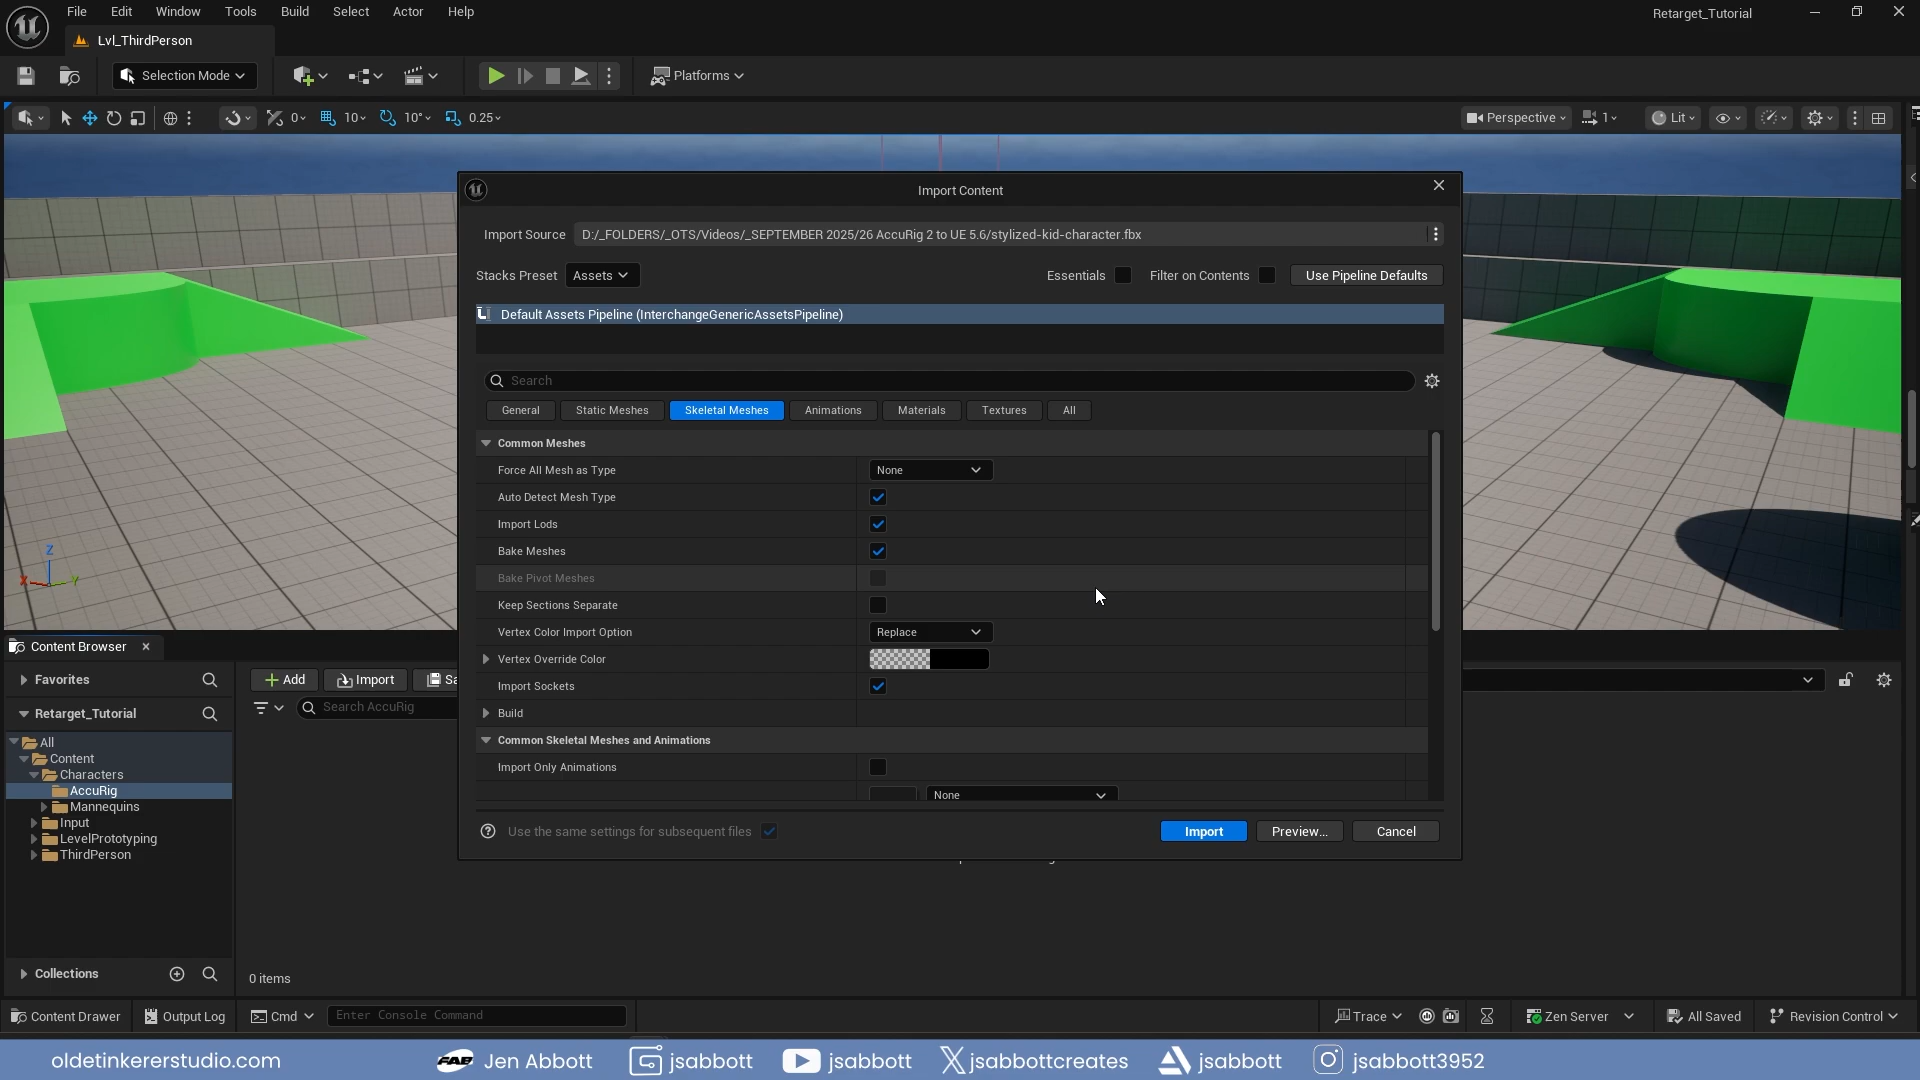 File Edit Window Tools Build Select Actor Help
Retarget_Tutorial
Lvl_ThirdPerson
Selection Mode
Platforms
0
10
10°
0.25
Perspective
1
Lit
Import Content
Import Source D:/_FOLDERS/_OTS/Videos/_SEPTEMBER 2025/26 AccuRig 2 to UE 5.6/stylized-kid-character.fbx
Stacks Preset Assets
Essentials
Filter on Contents
Use Pipeline Defaults
Default Assets Pipeline (InterchangeGenericAssetsPipeline)
Search
General Static Meshes Skeletal Meshes Animations Materials Textures All
Common Meshes
Force All Mesh as Type None
Auto Detect Mesh Type
Import Lods
Bake Meshes
Bake Pivot Meshes
Keep Sections Separate
Vertex Color Import Option Replace
Vertex Override Color
Import Sockets
Build
Common Skeletal Meshes and Animations
Import Only Animations
None
Use the same settings for subsequent files
Import Preview... Cancel
X Y Z
Content Browser
Favorites
Add Import
Search AccuRig
Retarget_Tutorial
All
Content
Characters
AccuRig
Mannequins
Input
LevelPrototyping
ThirdPerson
Collections
0 items
Content Drawer Output Log Cmd Enter Console Command
Trace Zen Server All Saved Revision Control
oldetinkererstudio.com FAB Jen Abbott jsabbott jsabbott jsabbottcreates jsabbott jsabbott3952